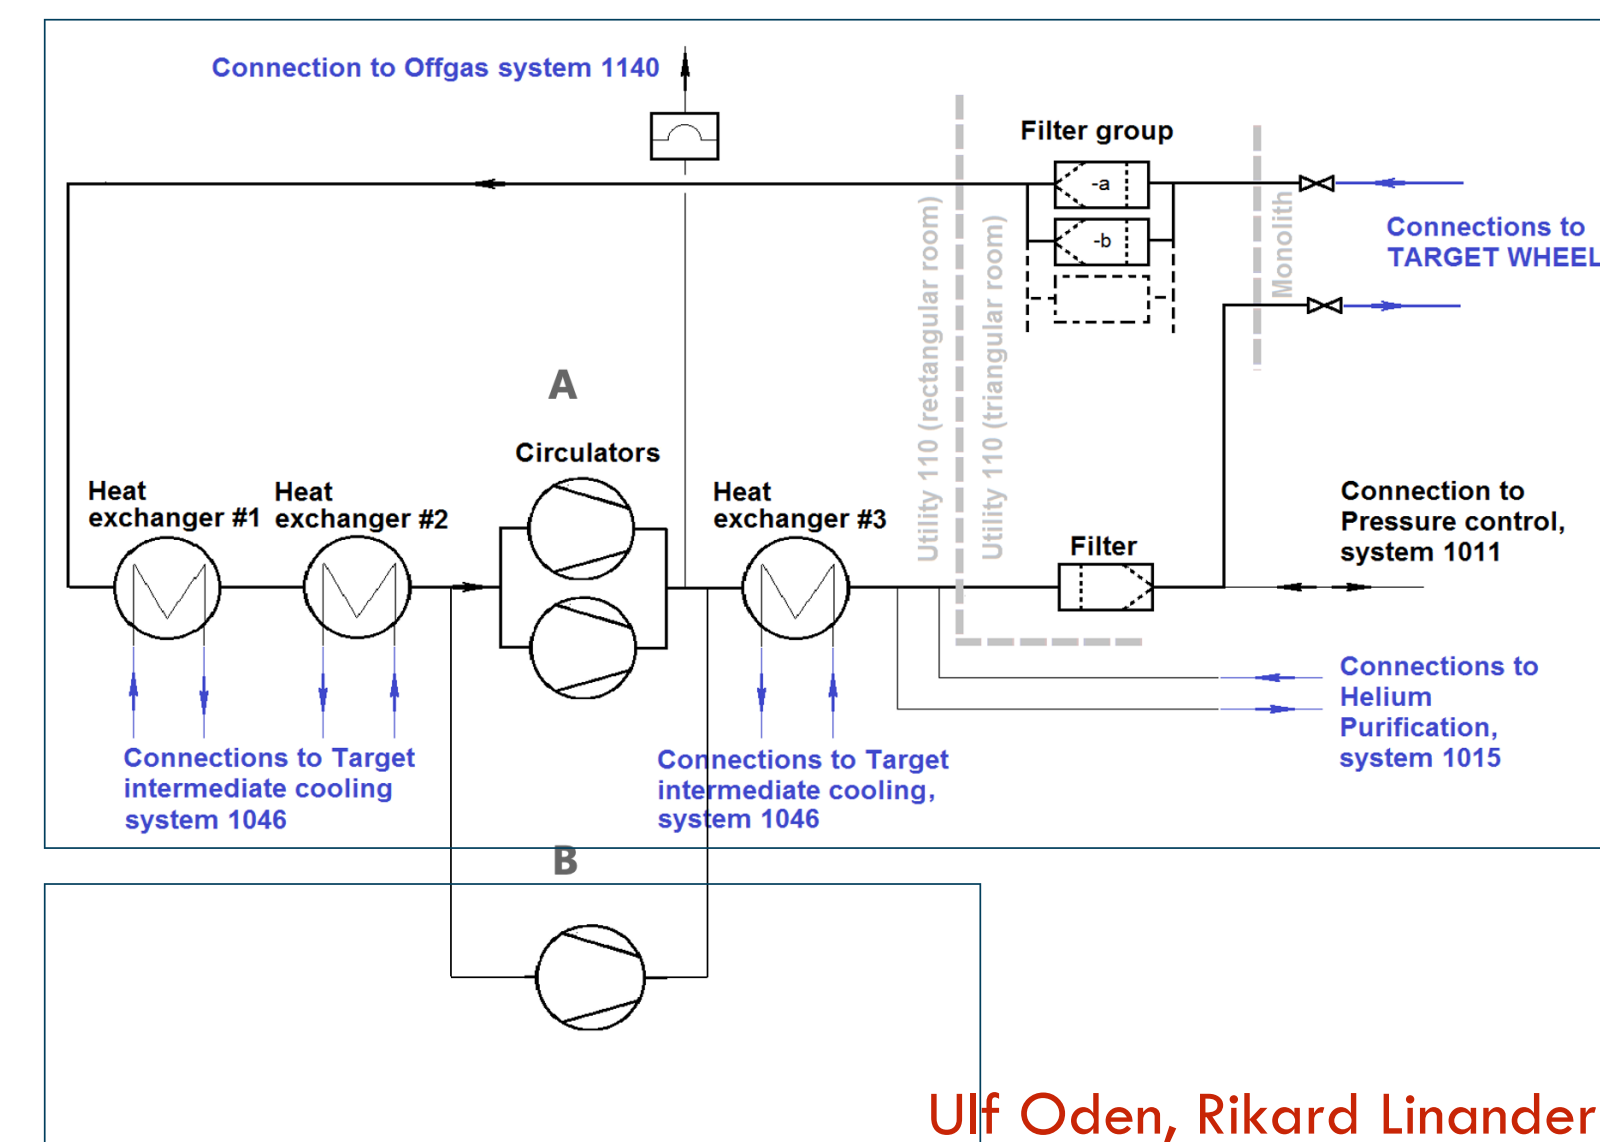 Connection to Offgas system 1140
Filter group
-a
-b
Connections to
TARGET WHEEL
Monolith
Utility 110 (rectangular room)
Utility 110 (triangular room)
A
Circulators
Heat
exchanger #1
Heat
exchanger #2
Heat
exchanger #3
Filter
Connection to
Pressure control,
system 1011
Connections to
Helium
Purification,
system 1015
Connections to Target
intermediate cooling
system 1046
Connections to Target
intermediate cooling,
system 1046
B
Ulf Oden, Rikard Linander